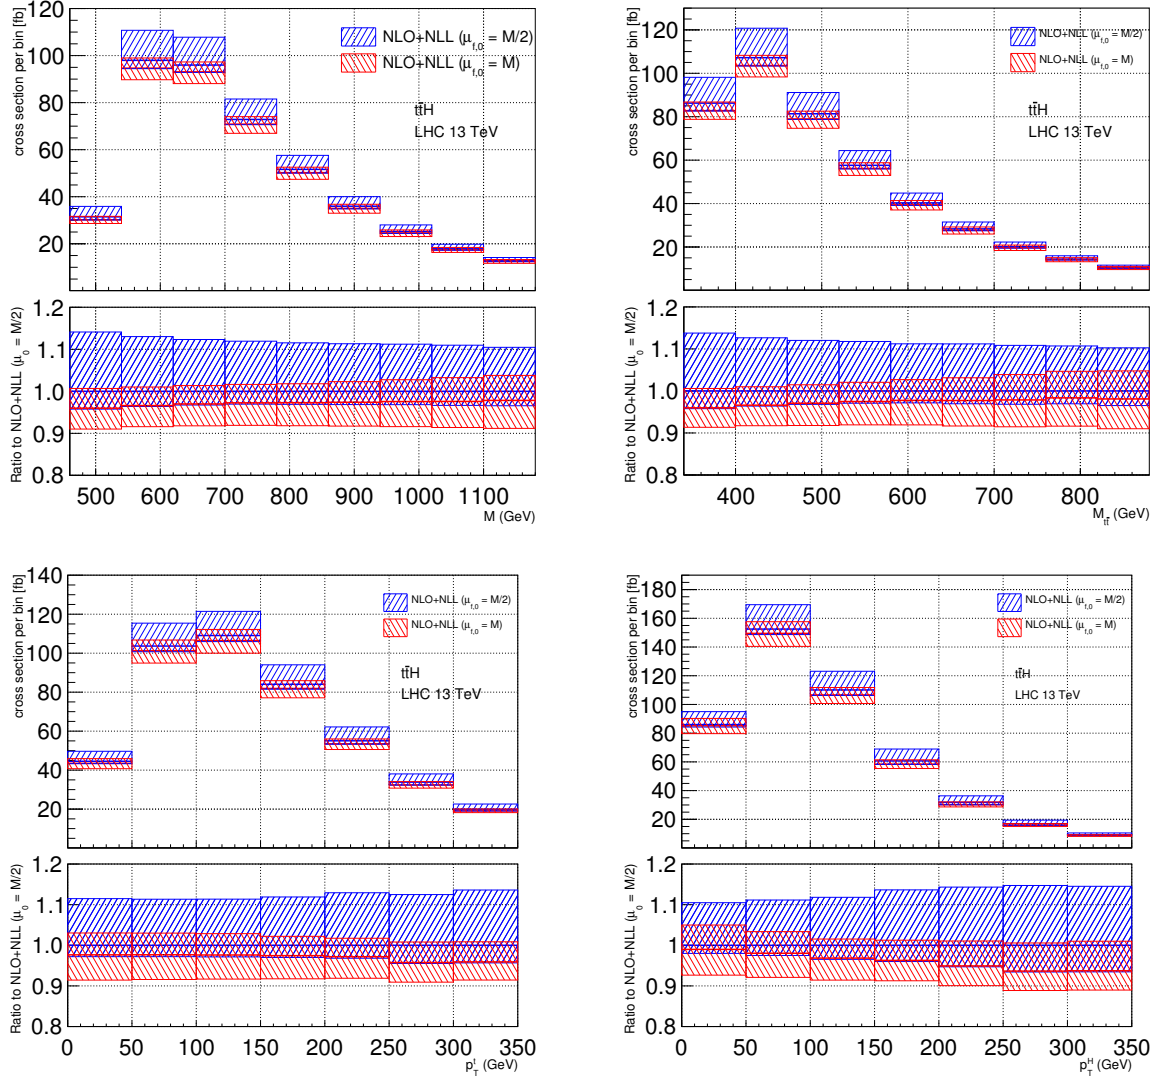 cross section per bin [fb]
120
100
80
60
40
20
NLO+NLL (μf,0 = M/2)
NLO+NLL (μf,0 = M)
tt̄H
LHC 13 TeV
Ratio to NLO+NLL (μ0 = M/2)
1.2
1.1
1.0
0.9
0.8
500 600 700 800 900 1000 1100
M (GeV)
cross section per bin [fb]
120
100
80
60
40
20
NLO+NLL (μf,0 = M/2)
NLO+NLL (μf,0 = M)
tt̄H
LHC 13 TeV
Ratio to NLO+NLL (μ0 = M/2)
1.2
1.1
1.0
0.9
0.8
400 500 600 700 800
Mtt̄ (GeV)
cross section per bin [fb]
140
120
100
80
60
40
20
NLO+NLL (μf,0 = M/2)
NLO+NLL (μf,0 = M)
tt̄H
LHC 13 TeV
Ratio to NLO+NLL (μ0 = M/2)
1.2
1.1
1.0
0.9
0.8
0 50 100 150 200 250 300 350
pTt (GeV)
cross section per bin [fb]
180
160
140
120
100
80
60
40
20
NLO+NLL (μf,0 = M/2)
NLO+NLL (μf,0 = M)
tt̄H
LHC 13 TeV
Ratio to NLO+NLL (μ0 = M/2)
1.2
1.1
1
0.9
0.8
0 50 100 150 200 250 300 350
pTH (GeV)